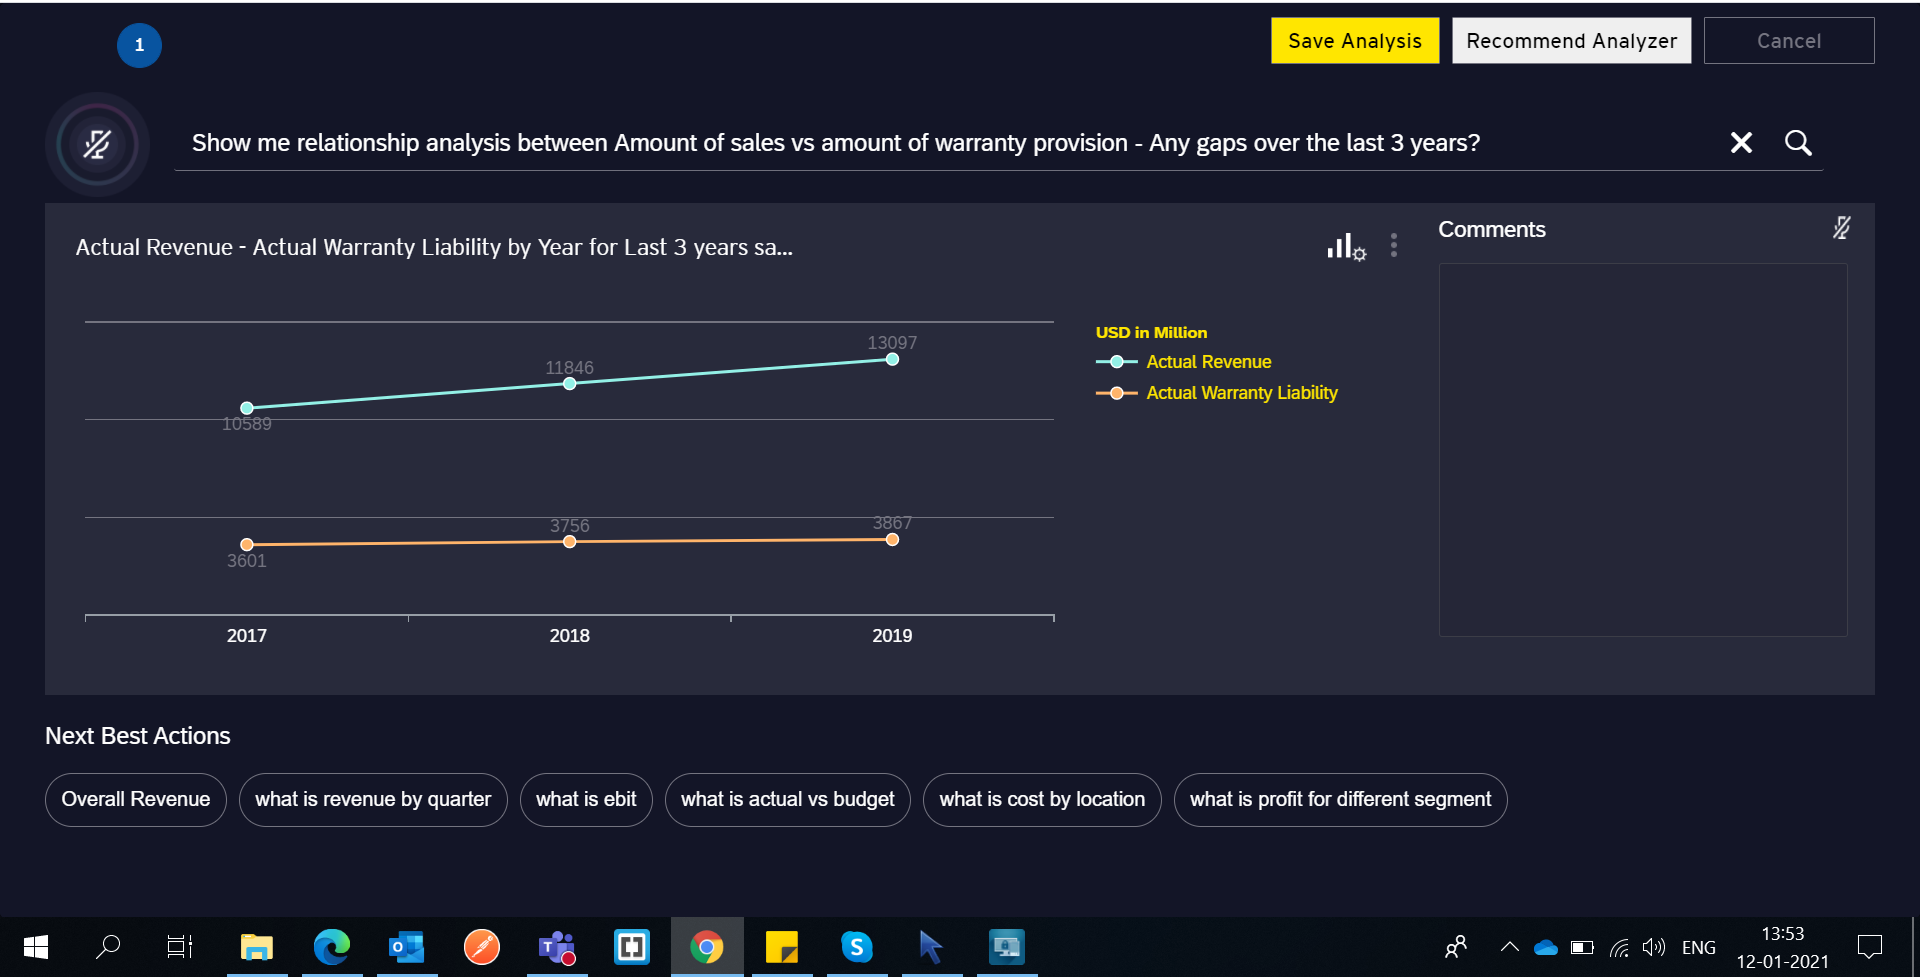 1
Save Analysis
Recommend Analyzer
Cancel
Show me relationship analysis between Amount of sales vs amount of warranty provision - Any gaps over the last 3 years?
Actual Revenue - Actual Warranty Liability by Year for Last 3 years sa...
Comments
USD in Million
Actual Revenue
Actual Warranty Liability
10589
11846
13097
3601
3756
3867
2017
2018
2019
Next Best Actions
Overall Revenue
what is revenue by quarter
what is ebit
what is actual vs budget
what is cost by location
what is profit for different segment
O
T
S
ENG
13:53
12-01-2021